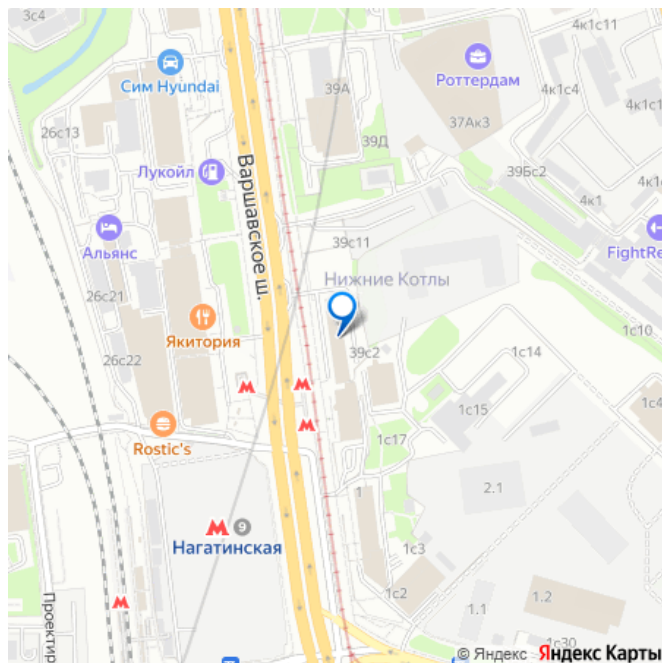 3с4
4к1с11
Сим Hyundai
Роттердам
39А
4к1с4
26с13
37Ак3
4к1с
39Д
Лукойл
39Бс2
4к1с
4к1
Варшавское ш.
Альянс
39с11
FightRe
26с21
Нижние Котлы
Якитория
1с10
26с22
39с2
1с14
1с4
1с15
Rostic's
1с17
2.1
1
9
Нагатинская
1с3
1с2
1.1
1.2
Проектир
1с30
© Яндекс Яндекс Карты